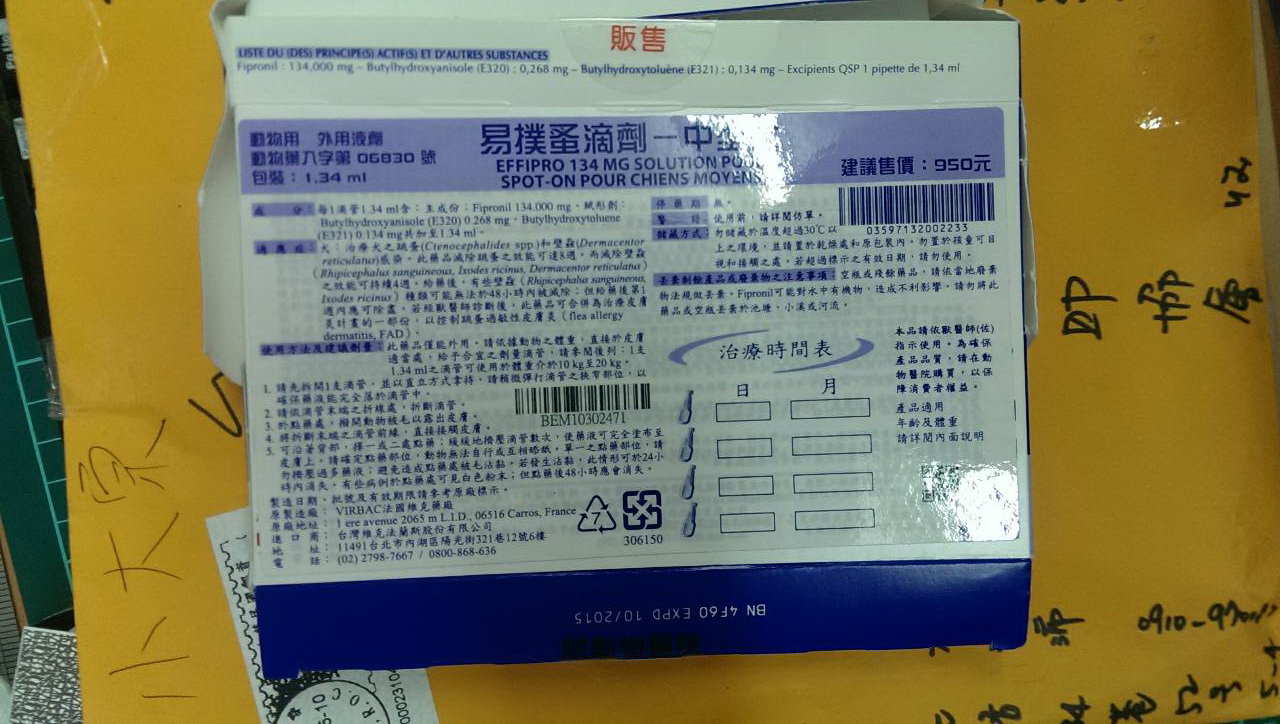 販售
LISTE DU (DES) PRINCIPE(S) ACTIF(S) ET D'AUTRES SUBSTANCES
Fipronil : 134,000 mg – Butylhydroxyanisole (E320) : 0,268 mg – Butylhydroxytoluène (E321) : 0,134 mg – Excipients QSP 1 pipette de 1,34 ml
動物用 外用液劑
動物藥入字第 06830 號
包裝：1.34 ml
易撲蚤滴劑－中
EFFIPRO 134 MG SOLUTION POUR
SPOT-ON POUR CHIENS MOYENS
建議售價：950元
成 分：每1滴管1.34 ml含：主成份：Fipronil 134.000 mg，賦形劑：
Butylhydroxyanisole (E320) 0.268 mg，Butylhydroxytoluene
(E321) 0.134 mg共加至1.34 ml。
適 應 症：犬：治療犬之跳蚤(Ctenocephalides spp.)和壁蝨(Dermacentor
reticulatus)感染。此藥品減除跳蚤之效能可達8週，而減除壁蝨
(Rhipicephalus sanguineous, Ixodes ricinus, Dermacentor reticulatus)
之效能可持續4週。給藥後，有些壁蝨 (Rhipicephalus sanguineous,
Ixodes ricinus) 種類可能無法於48小時內被減除；但給藥後第1
週內應可除盡。若經獸醫師診斷後，此藥品可合併為治療皮膚
炎計畫的一部份，以控制跳蚤過敏性皮膚炎 (flea allergy
dermatitis, FAD)。
使用方法及建議劑量：此藥品僅能外用。請依據動物之體重，直接於皮膚
適當處，給予合宜之劑量滴管，請參閱後列：1支
1.34 ml之滴管可使用於體重介於10 kg至20 kg。
1. 請先拆開1支滴管，並以直立方式拿持。請稍微彈行滴管之狹窄部位，以
確保藥液能完全落於滴管中。
2. 請依滴管末端之折線處，折斷滴管。
3. 於點藥處，撥開動物被毛以露出皮膚。
4. 將折斷末端之滴管前緣，直接接觸皮膚。
5. 可沿著背部，擇一或二處點藥；緩緩地擠壓滴管數次，使藥液可完全塗布至
皮膚上。請確定點藥部位，動物無法自行或互相舔舐。單一之點藥部位，請
勿擠壓過多藥液；避免造成點藥處被毛沾黏。若發生沾黏，此情形可於24小
時內消失。有些病例於點藥處可見白色粉末；但點藥後48小時應會消失。
BEM10302471
製造日期、批號及有效期限請參考原廠標示。
原製造廠：VIRBAC法國維克藥廠
原廠地址：1 ere avenue 2065 m L.I.D., 06516 Carros, France
進 口 商：台灣維克法蘭斯股份有限公司
地 址：11491台北市內湖區陽光街321巷12號6樓
電 話：(02) 2798-7667 / 0800-868-636
7
306150
停 藥 期：無。
警 語：使用前，請詳閱仿單。
儲藏方式：勿儲藏於溫度超過30℃以
上之環境，並請置於乾燥處和原包裝內。勿置於孩童可目
視和接觸之處。若超過標示之有效日期，請勿使用。
丟棄剩餘產品或廢棄物之注意事項：空瓶或殘餘藥品，請依當地廢棄
物法規做丟棄。Fipronil可能對水中有機物，造成不利影響。請勿將此
藥品或空瓶丟棄於池塘、小溪或河流。
03597132002233
治療時間表
日 月
本品請依獸醫師(佐)
指示使用。為確保
產品品質，請在動
物醫院購買，以保
障消費者權益。
產品適用
年齡及體重
請詳閱內面說明
BN 4F60 EXPD 10/2015